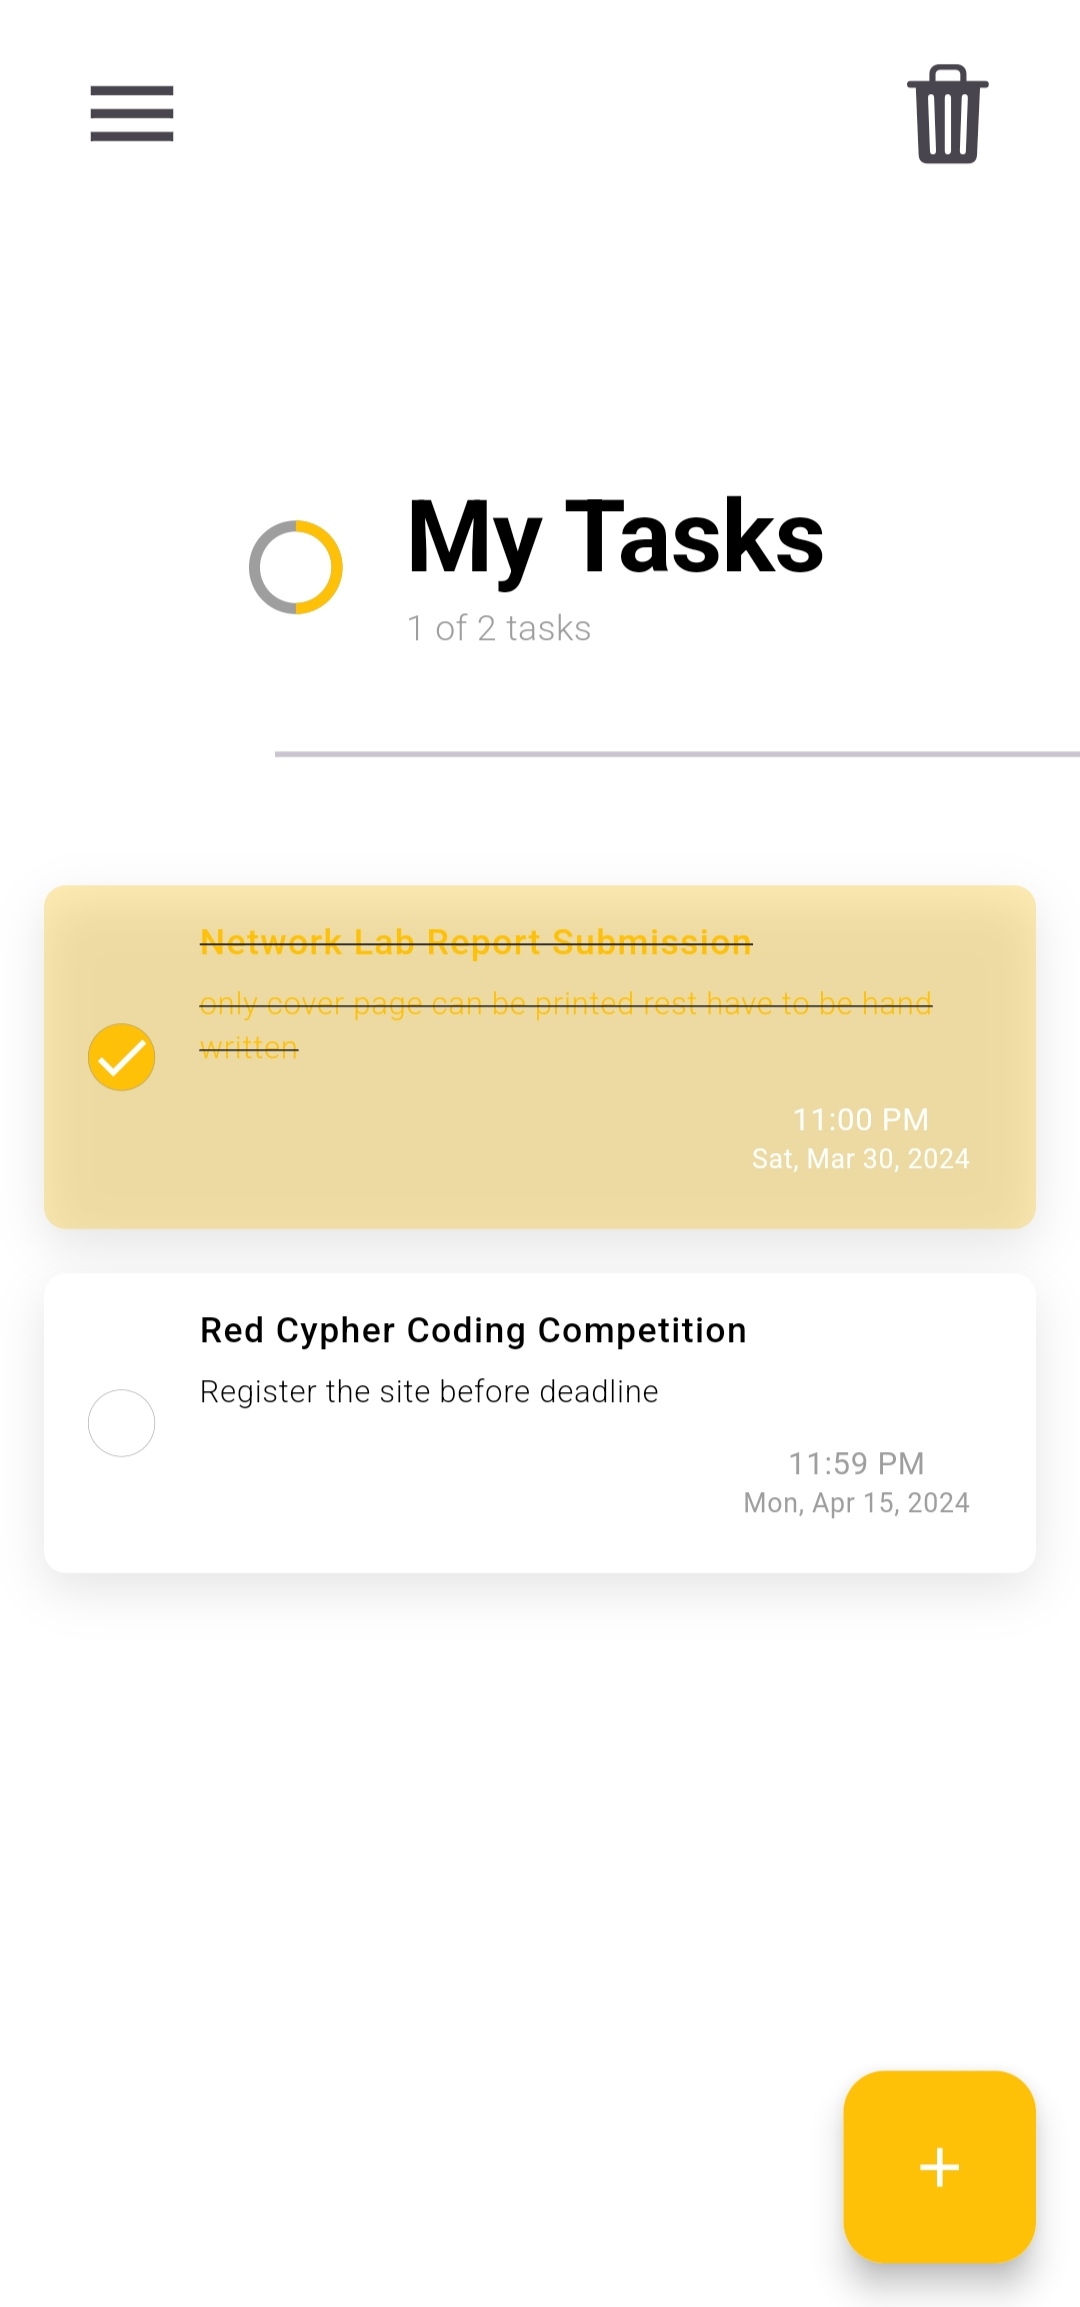 My Tasks
1 of 2 tasks
Network Lab Report Submission
only cover page can be printed rest have to be hand
written
11:00 PM
Sat, Mar 30, 2024
Red Cypher Coding Competition
Register the site before deadline
11:59 PM
Mon, Apr 15, 2024